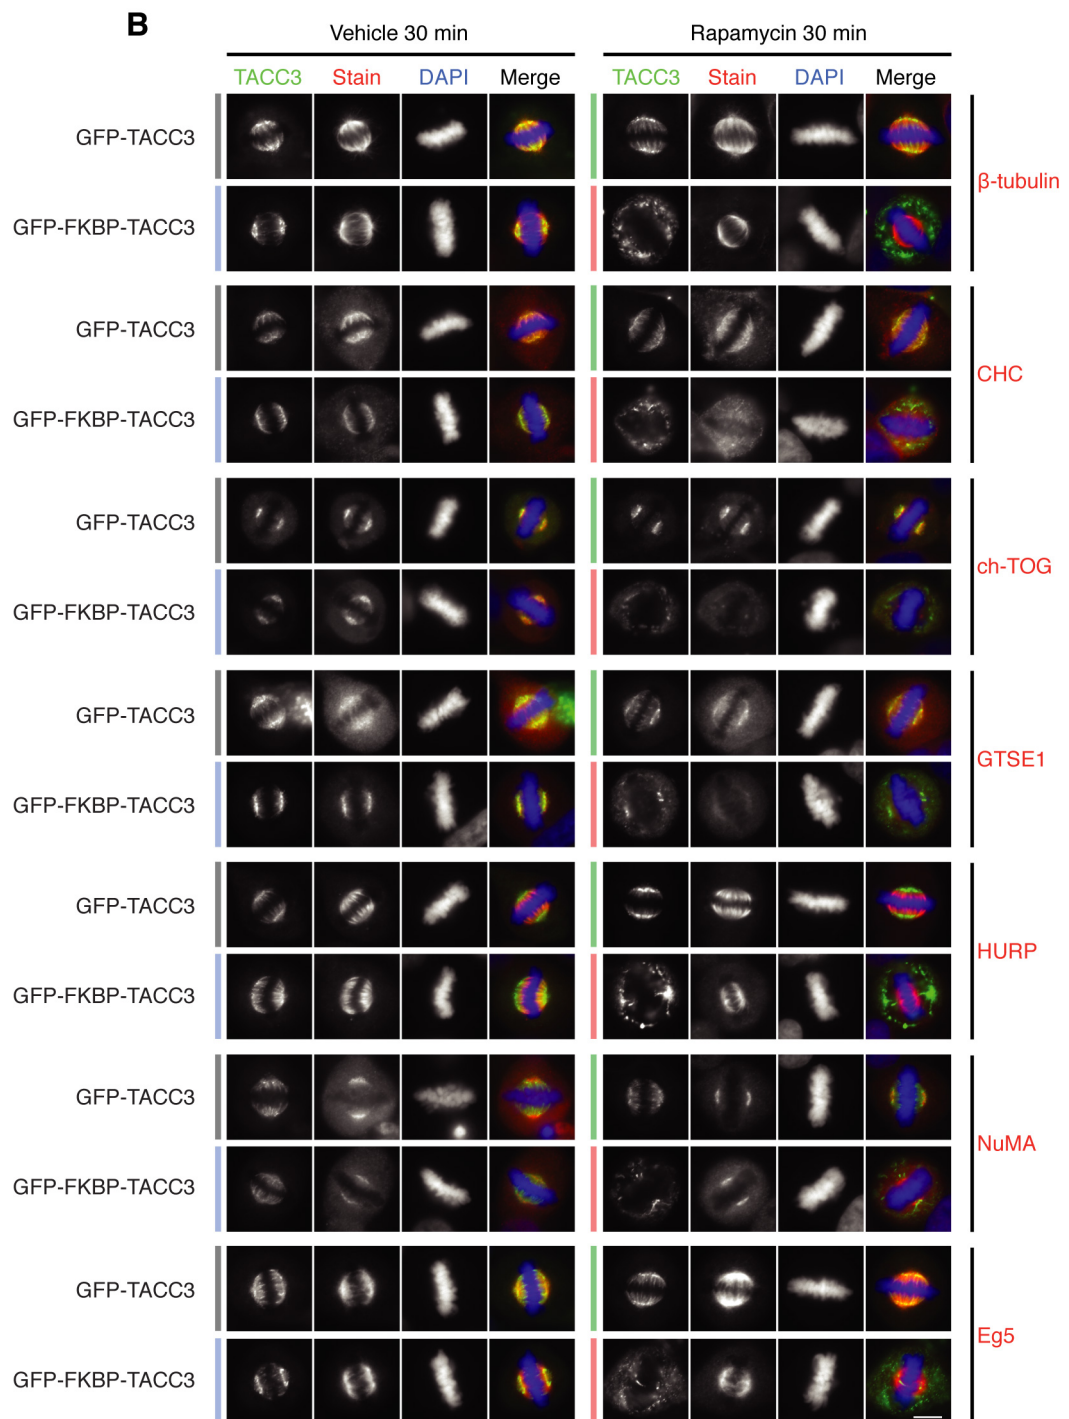 B
Vehicle 30 min Rapamycin 30 min
TACC3 Stain DAPI Merge TACC3 Stain DAPI Merge
GFP-TACC3
β-tubulin
GFP-FKBP-TACC3
GFP-TACC3
CHC
GFP-FKBP-TACC3
GFP-TACC3
ch-TOG
GFP-FKBP-TACC3
GFP-TACC3
GTSE1
GFP-FKBP-TACC3
GFP-TACC3
HURP
GFP-FKBP-TACC3
GFP-TACC3
NuMA
GFP-FKBP-TACC3
GFP-TACC3
Eg5
GFP-FKBP-TACC3